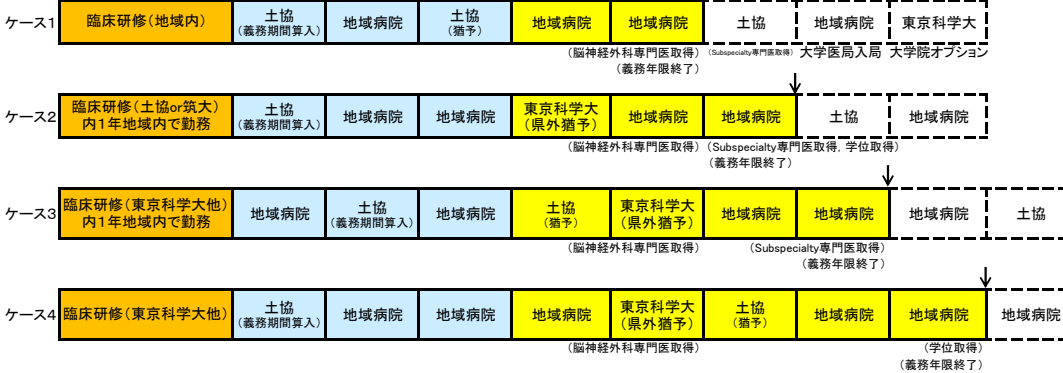 ケース1
臨床研修(地域内)
土協
(義務期間算入)
地域病院
土協
(猶予)
地域病院
地域病院
土協
地域病院
東京科学大
(脳神経外科専門医取得)
(Subspecialty専門医取得)
大学医局入局
大学院オプション
(義務年限終了)
↓
ケース2
臨床研修(土協or筑大)
内1年地域内で勤務
土協
(義務期間算入)
地域病院
地域病院
東京科学大
(県外猶予)
地域病院
地域病院
土協
地域病院
(脳神経外科専門医取得)
(Subspecialty専門医取得, 学位取得)
(義務年限終了)
↓
ケース3
臨床研修(東京科学大他)
内1年地域内で勤務
地域病院
土協
(義務期間算入)
地域病院
土協
(猶予)
東京科学大
(県外猶予)
地域病院
地域病院
地域病院
土協
(脳神経外科専門医取得)
(Subspecialty専門医取得)
(義務年限終了)
↓
ケース4
臨床研修(東京科学大他)
土協
(義務期間算入)
地域病院
地域病院
地域病院
東京科学大
(県外猶予)
土協
(猶予)
地域病院
地域病院
地域病院
(脳神経外科専門医取得)
(学位取得)
(義務年限終了)